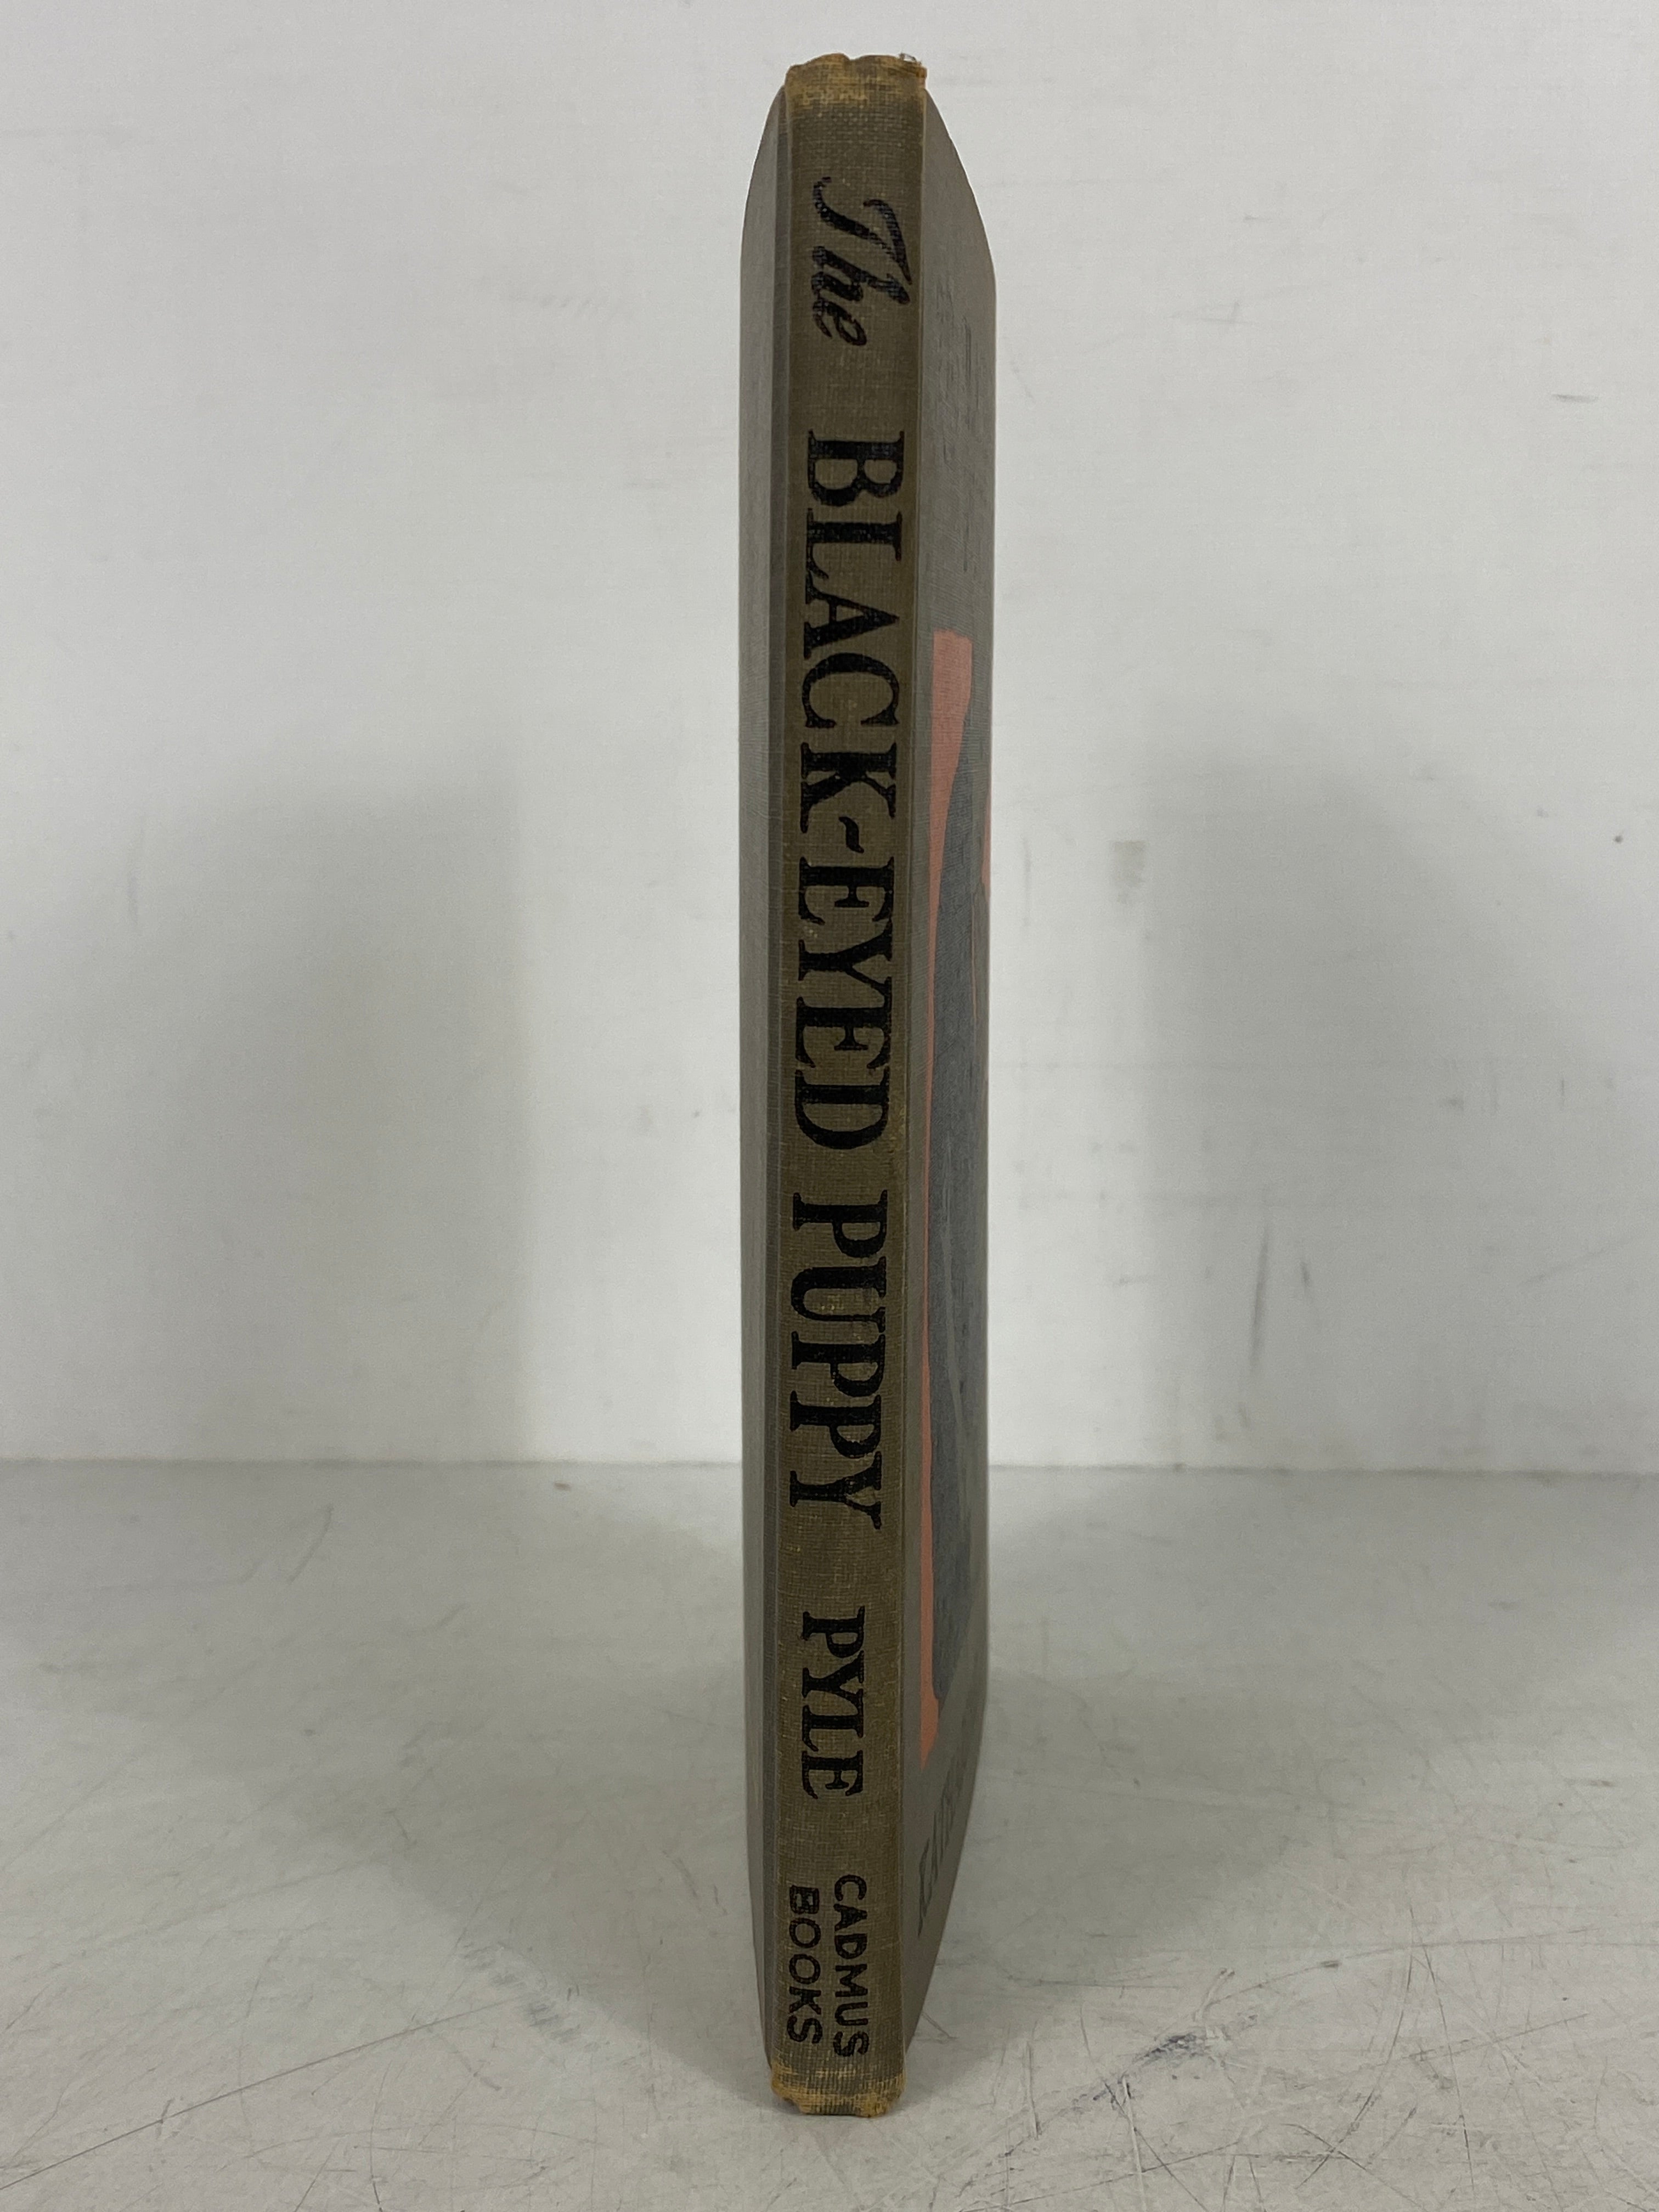 The BLACK-EYED PUPPY PYLE
CADMUS
BOOKS